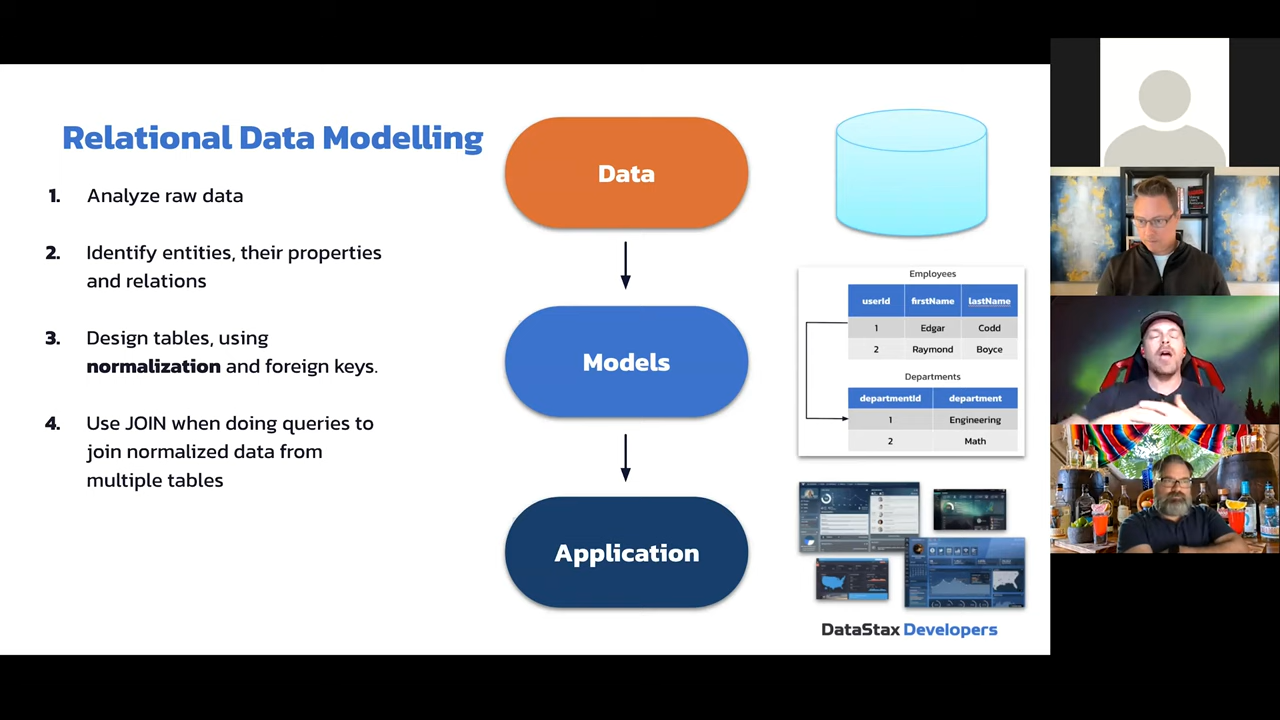 Relational Data Modelling
1. Analyze raw data
2. Identify entities, their properties
and relations
3. Design tables, using
normalization and foreign keys.
4. Use JOIN when doing queries to
join normalized data from
multiple tables
Data
Models
Application
Employees
userId firstName lastName
1 Edgar Codd
2 Raymond Boyce
Departments
departmentId department
1 Engineering
2 Math
DataStax Developers